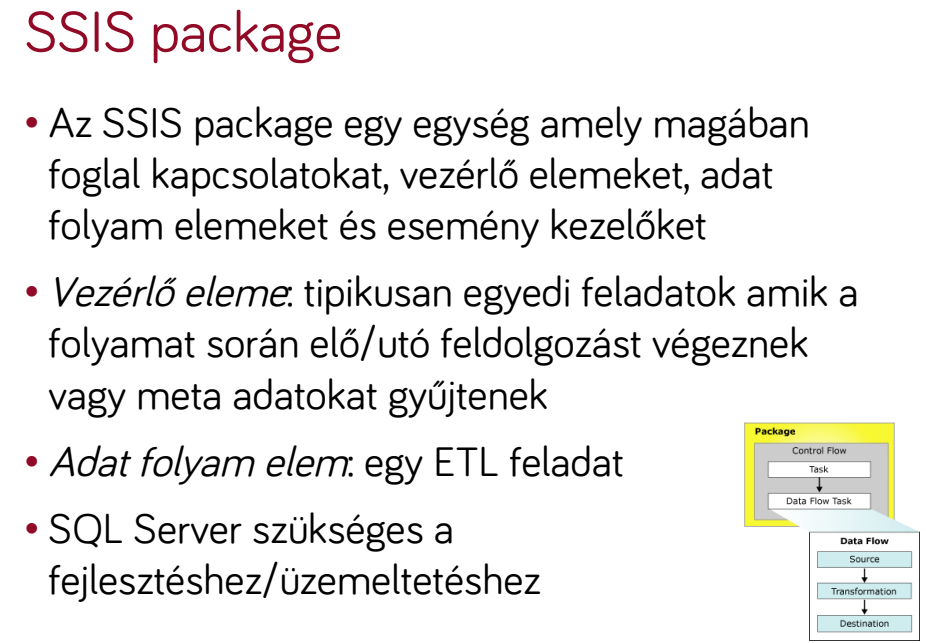 SSIS package
• Az SSIS package egy egység amely magában
foglal kapcsolatokat, vezérlő elemeket, adat
folyam elemeket és esemény kezelőket
• Vezérlő eleme: tipikusan egyedi feladatok amik a
folyamat során elő/utó feldolgozást végeznek
vagy meta adatokat gyűjtenek
• Adat folyam elem: egy ETL feladat
• SQL Server szükséges a
fejlesztéshez/üzemeltetéshez
Package
Control Flow
Task
Data Flow Task
Data Flow
Source
Transformation
Destination